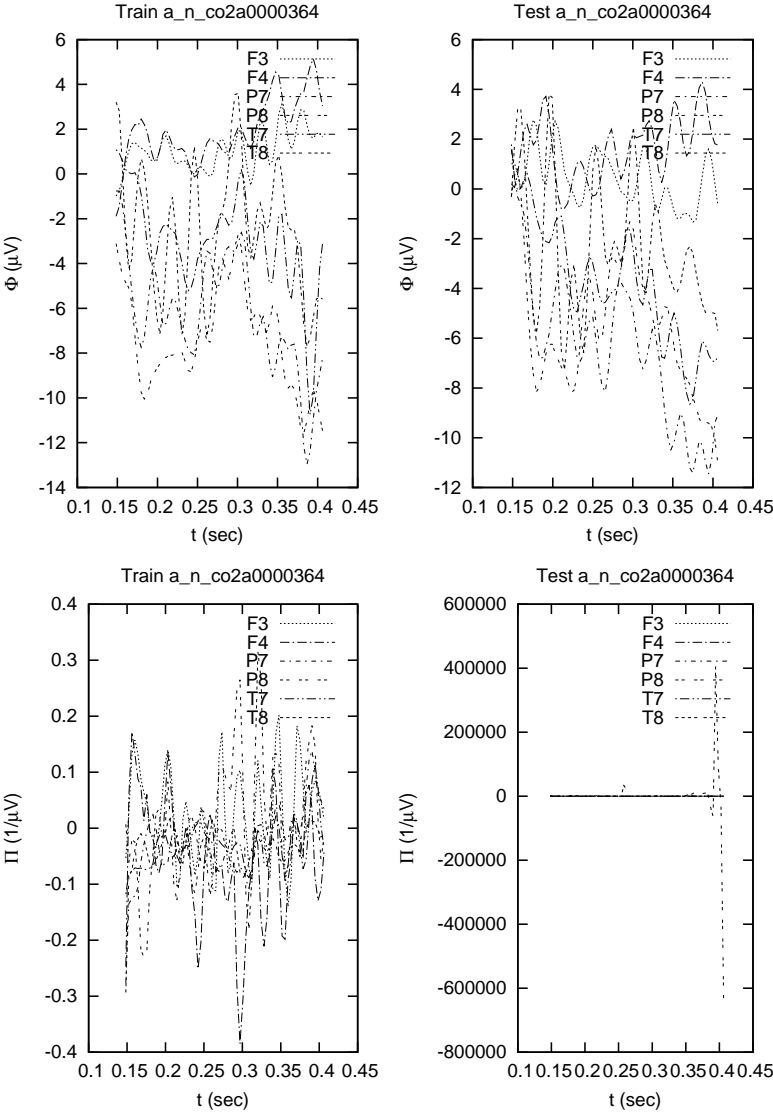 Train a_n_co2a0000364
Test a_n_co2a0000364
6
4
2
0
-2
-4
-6
-8
-10
-12
-14
Φ (μV)
0.1 0.15 0.2 0.25 0.3 0.35 0.4 0.45
t (sec)
F3
F4
P7
P8
T7
T8
6
4
2
0
-2
-4
-6
-8
-10
-12
Φ (μV)
0.1 0.15 0.2 0.25 0.3 0.35 0.4 0.45
t (sec)
F3
F4
P7
P8
T7
T8
Train a_n_co2a0000364
Test a_n_co2a0000364
0.4
0.3
0.2
0.1
0
-0.1
-0.2
-0.3
-0.4
Π (1/μV)
0.1 0.15 0.2 0.25 0.3 0.35 0.4 0.45
t (sec)
F3
F4
P7
P8
T7
T8
600000
400000
200000
0
-200000
-400000
-600000
-800000
Π (1/μV)
0.1 0.15 0.2 0.25 0.3 0.35 0.4 0.45
t (sec)
F3
F4
P7
P8
T7
T8